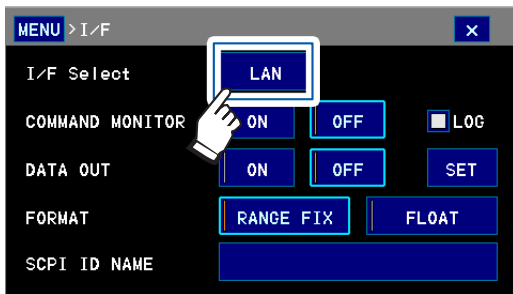 MENU >I/F ×
I/F Select LAN
COMMAND MONITOR ON OFF LOG
DATA OUT ON OFF SET
FORMAT RANGE FIX FLOAT
SCPI ID NAME